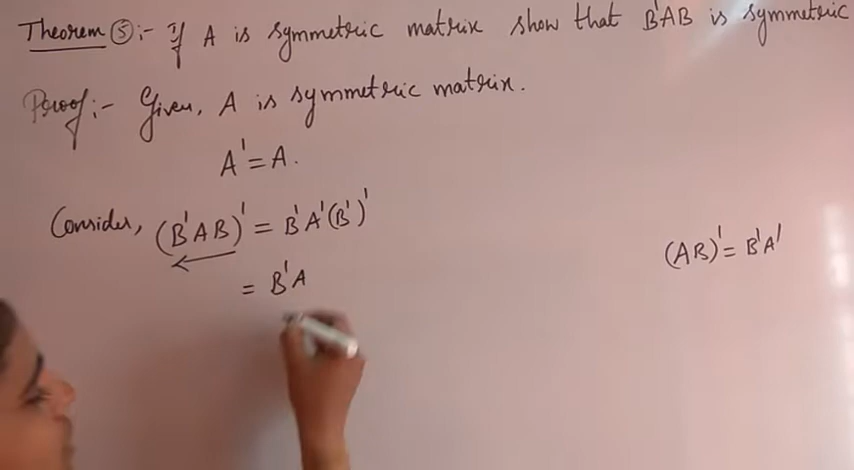 Theorem ⑤:- If A is symmetric matrix show that B'AB is symmetric
Proof:- Given, A is symmetric matrix.
A' = A.
Consider, (B'AB)' = B'A'(B')'
(AB)' = B'A'
= B'A